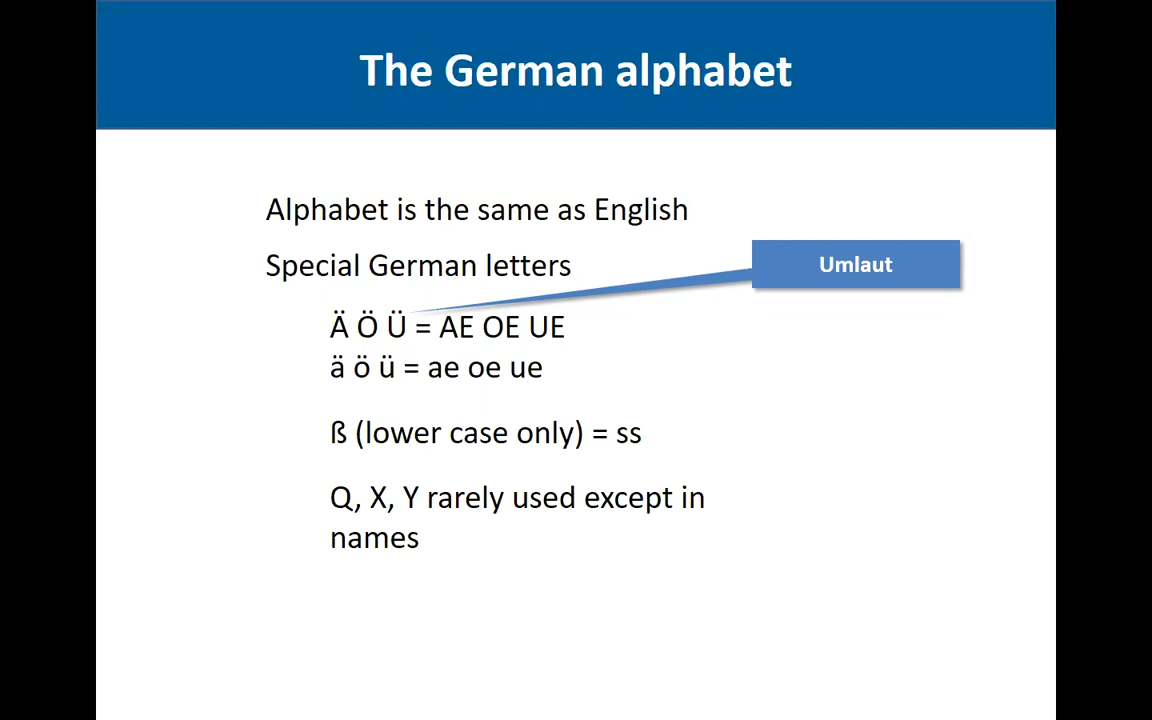 The German alphabet
Alphabet is the same as English
Special German letters
Umlaut
Ä Ö Ü = AE OE UE
ä ö ü = ae oe ue
ß (lower case only) = ss
Q, X, Y rarely used except in
names